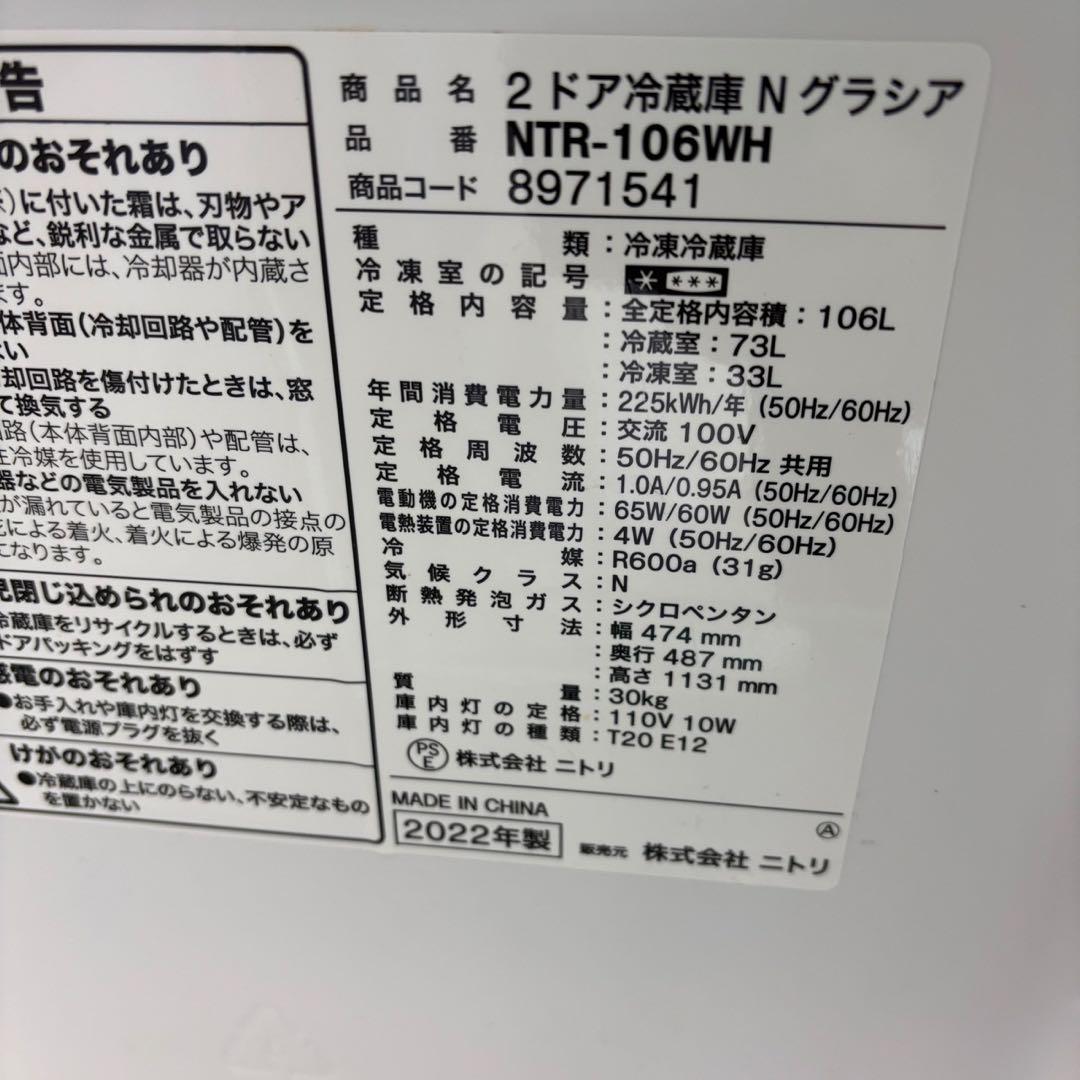 告
のおそれあり
)に付いた霜は、刃物やア
など、鋭利な金属で取らない
面内部には、冷却器が内蔵さ
ます。
体背面(冷却回路や配管)を
い
却回路を傷付けたときは、窓
て換気する
回路(本体背面内部)や配管は、
性冷媒を使用しています。
器などの電気製品を入れない
が漏れていると電気製品の接点の
花による着火、着火による爆発の原
になります。
閉じ込められのおそれあり
冷蔵庫をリサイクルするときは、必ず
ドアパッキングをはずす
感電のおそれあり
●お手入れや庫内灯を交換する際は、
必ず電源プラグを抜く
けがのおそれあり
●冷蔵庫の上にのらない、不安定なもの
を置かない
商品名 2ドア冷蔵庫 N グラシア
品番 NTR-106WH
商品コード 8971541
種類:冷凍冷蔵庫
冷凍室の記号 * ***
定格内容量:全定格内容積:106L
:冷蔵室:73L
:冷凍室:33L
年間消費電力量:225kWh/年 (50Hz/60Hz)
定格電圧:交流 100V
定格周波数:50Hz/60Hz 共用
定格電流:1.0A/0.95A (50Hz/60Hz)
電動機の定格消費電力:65W/60W (50Hz/60Hz)
電熱装置の定格消費電力:4W (50Hz/60Hz)
冷媒:R600a (31g)
気候クラス:N
断熱発泡ガス:シクロペンタン
外形寸法:幅 474 mm
:奥行 487 mm
:高さ 1131 mm
質量:30kg
庫内灯の定格:110V 10W
庫内灯の種類:T20 E12
PSE 株式会社 ニトリ
MADE IN CHINA
2022年製
Ⓐ
販売元 株式会社 ニトリ